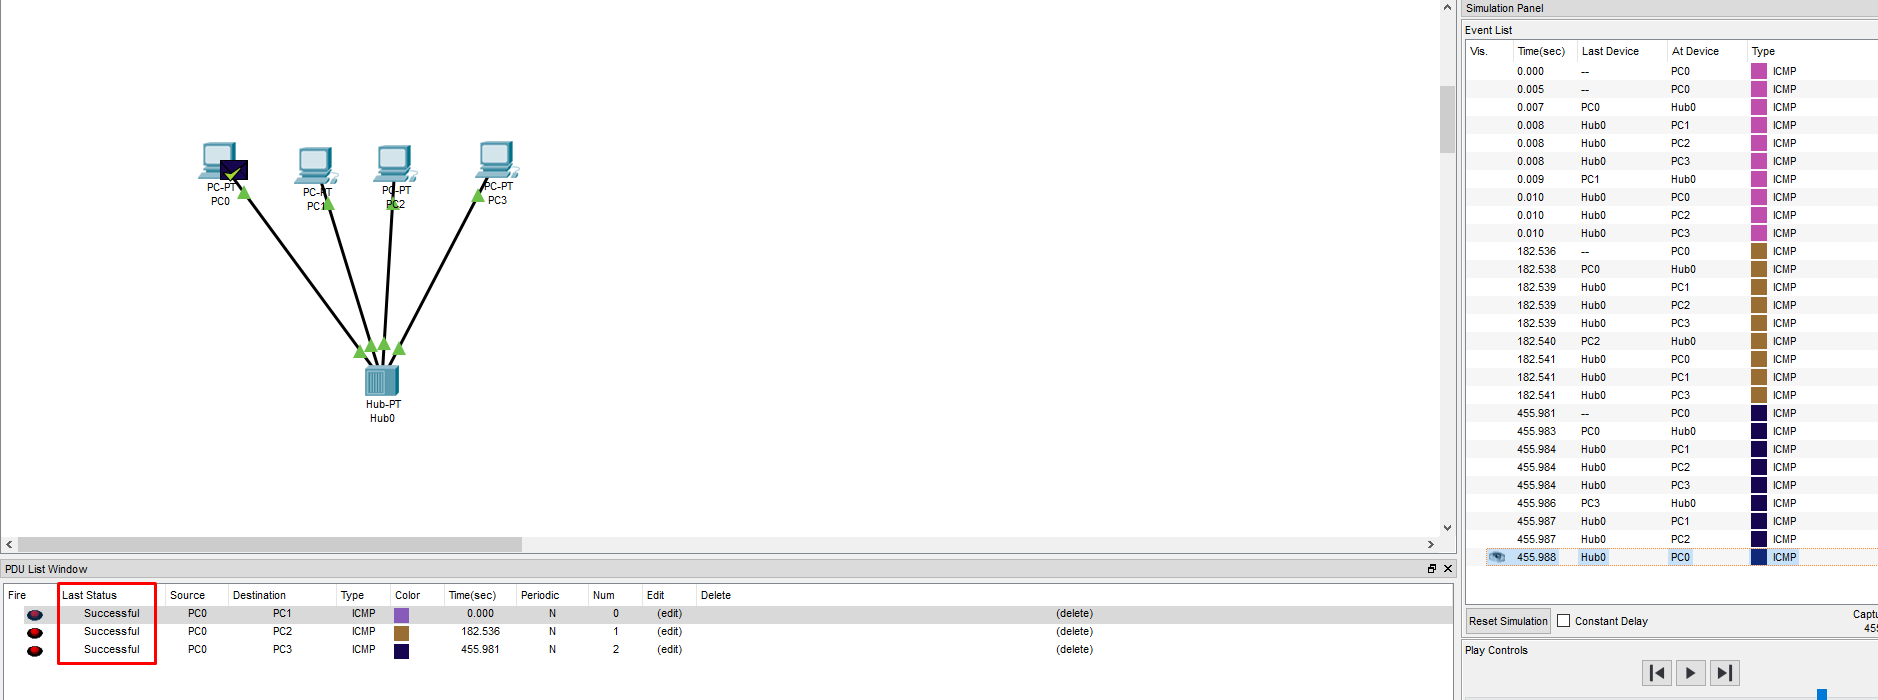 Simulation Panel
Event List
Vis. Time(sec) Last Device At Device Type
0.000 -- PC0 ICMP
0.005 -- PC0 ICMP
0.007 PC0 Hub0 ICMP
0.008 Hub0 PC1 ICMP
0.008 Hub0 PC2 ICMP
0.008 Hub0 PC3 ICMP
0.009 PC1 Hub0 ICMP
0.010 Hub0 PC0 ICMP
0.010 Hub0 PC2 ICMP
0.010 Hub0 PC3 ICMP
182.536 -- PC0 ICMP
182.538 PC0 Hub0 ICMP
182.539 Hub0 PC1 ICMP
182.539 Hub0 PC2 ICMP
182.539 Hub0 PC3 ICMP
182.540 PC2 Hub0 ICMP
182.541 Hub0 PC0 ICMP
182.541 Hub0 PC1 ICMP
182.541 Hub0 PC3 ICMP
455.981 -- PC0 ICMP
455.983 PC0 Hub0 ICMP
455.984 Hub0 PC1 ICMP
455.984 Hub0 PC2 ICMP
455.984 Hub0 PC3 ICMP
455.986 PC3 Hub0 ICMP
455.987 Hub0 PC1 ICMP
455.987 Hub0 PC2 ICMP
455.988 Hub0 PC0 ICMP
Reset Simulation Constant Delay Captu
455
Play Controls
PC-PT PC-PT PC-PT PC-PT
PC0 PC1 PC2 PC3
Hub-PT
Hub0
PDU List Window
Fire Last Status Source Destination Type Color Time(sec) Periodic Num Edit Delete
Successful PC0 PC1 ICMP 0.000 N 0 (edit) (delete)
Successful PC0 PC2 ICMP 182.536 N 1 (edit) (delete)
Successful PC0 PC3 ICMP 455.981 N 2 (edit) (delete)